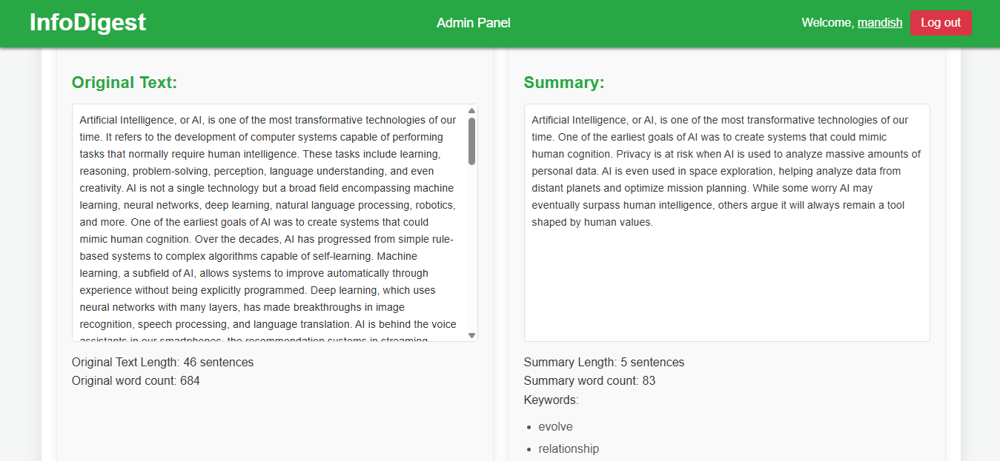 InfoDigest
Admin Panel
Welcome, mandish
Log out
Original Text:
Artificial Intelligence, or AI, is one of the most transformative technologies of our
time. It refers to the development of computer systems capable of performing
tasks that normally require human intelligence. These tasks include learning,
reasoning, problem-solving, perception, language understanding, and even
creativity. AI is not a single technology but a broad field encompassing machine
learning, neural networks, deep learning, natural language processing, robotics,
and more. One of the earliest goals of AI was to create systems that could
mimic human cognition. Over the decades, AI has progressed from simple rule-
based systems to complex algorithms capable of self-learning. Machine
learning, a subfield of AI, allows systems to improve automatically through
experience without being explicitly programmed. Deep learning, which uses
neural networks with many layers, has made breakthroughs in image
recognition, speech processing, and language translation. AI is behind the voice
assistants in our smartphones, the recommendation systems in streaming
Original Text Length: 46 sentences
Original word count: 684
Summary:
Artificial Intelligence, or AI, is one of the most transformative technologies of our
time. One of the earliest goals of AI was to create systems that could mimic
human cognition. Privacy is at risk when AI is used to analyze massive amounts of
personal data. AI is even used in space exploration, helping analyze data from
distant planets and optimize mission planning. While some worry AI may
eventually surpass human intelligence, others argue it will always remain a tool
shaped by human values.
Summary Length: 5 sentences
Summary word count: 83
Keywords:
• evolve
• relationship